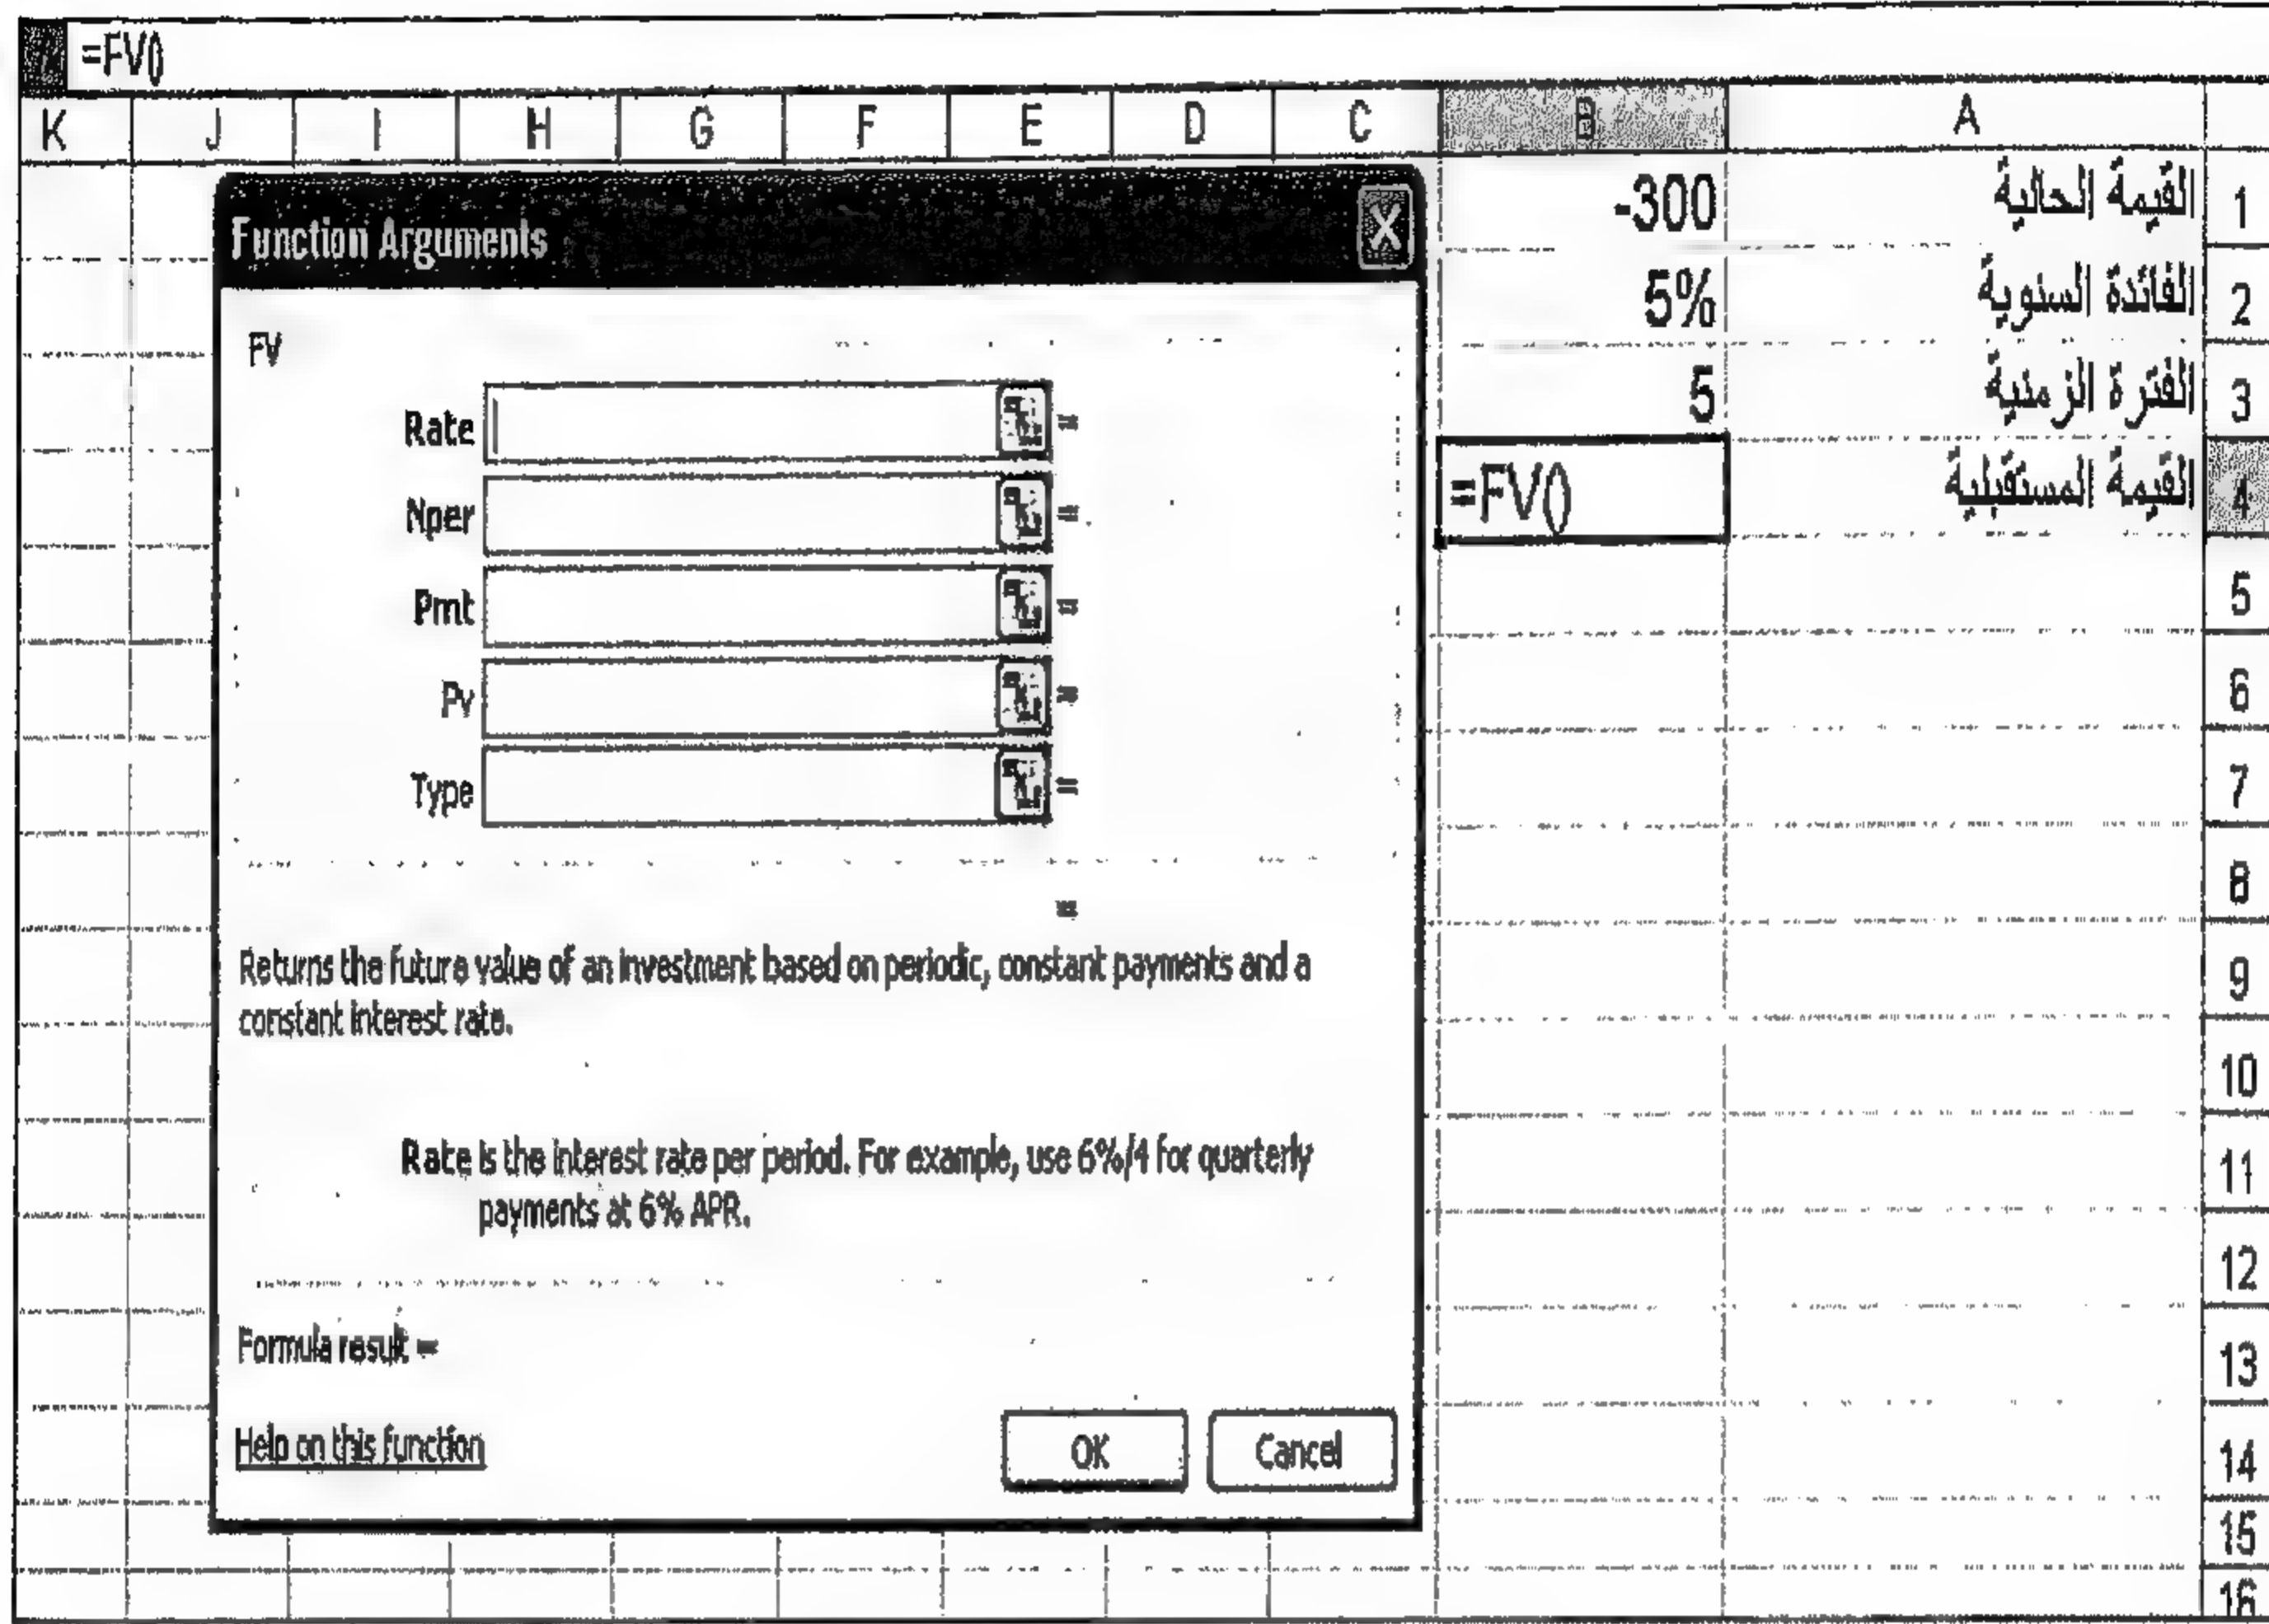 =FV()
K J I H G F E D C B A
القيمة الحالية -300 1
الفائدة السنوية 5% 2
الفترة الزمنية 5 3
القيمة المستقبلية =FV() 4
5
6
7
8
9
10
11
12
13
14
15
16
Function Arguments X
FV
Rate =
Nper =
Pmt =
Pv =
Type =
=
Returns the future value of an investment based on periodic, constant payments and a
constant interest rate.
Rate is the interest rate per period. For example, use 6%/4 for quarterly
payments at 6% APR.
Formula result =
Help on this function
OK Cancel